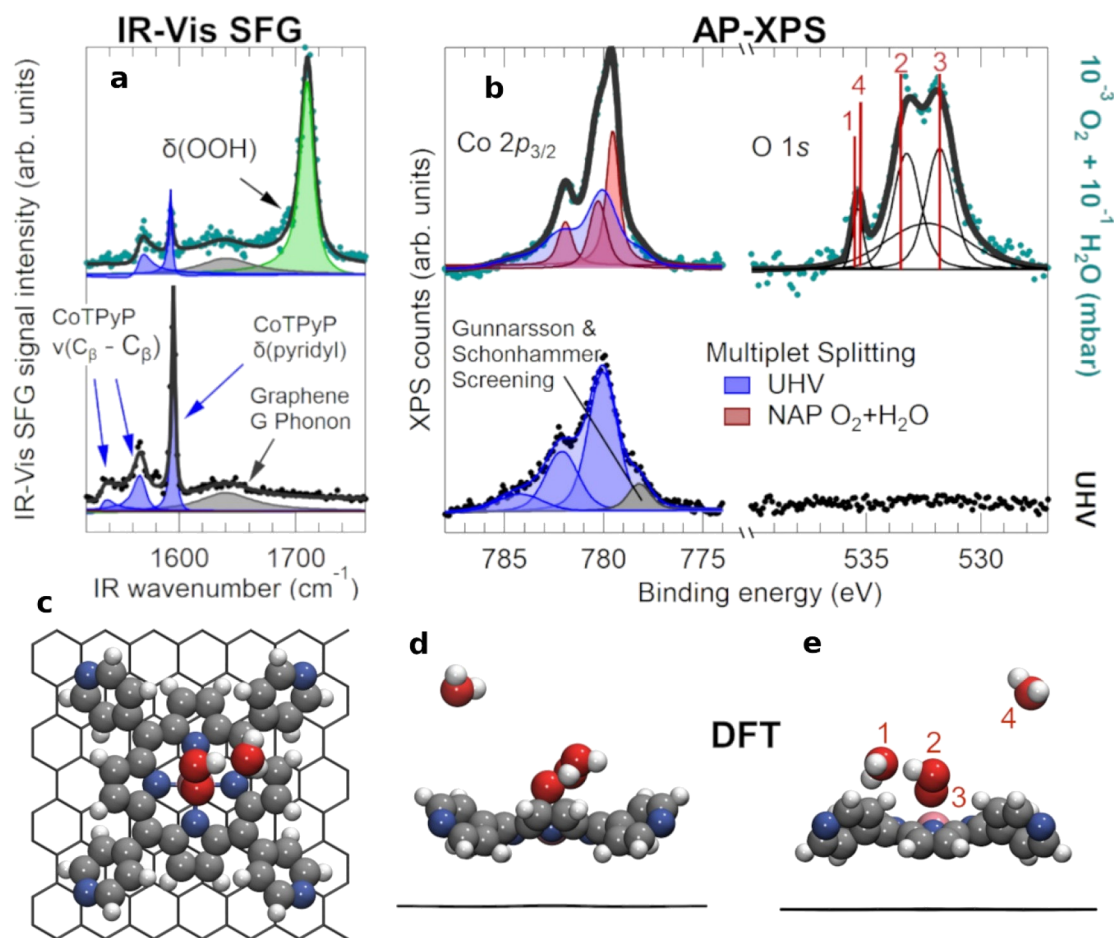 IR-Vis SFG
AP-XPS
a
b
δ(OOH)
Co 2p3/2
O 1s
1
4
2
3
CoTPyP
ν(Cβ - Cβ)
CoTPyP
δ(pyridyl)
Graphene
G Phonon
Gunnarsson &
Schonhammer
Screening
Multiplet Splitting
UHV
NAP O₂+H₂O
IR-Vis SFG signal intensity (arb. units)
XPS counts (arb. units)
10⁻³ O₂ + 10⁻¹ H₂O (mbar)
UHV
1600
1700
IR wavenumber (cm⁻¹)
785
780
775
535
530
Binding energy (eV)
c
d
e
DFT
1
2
3
4